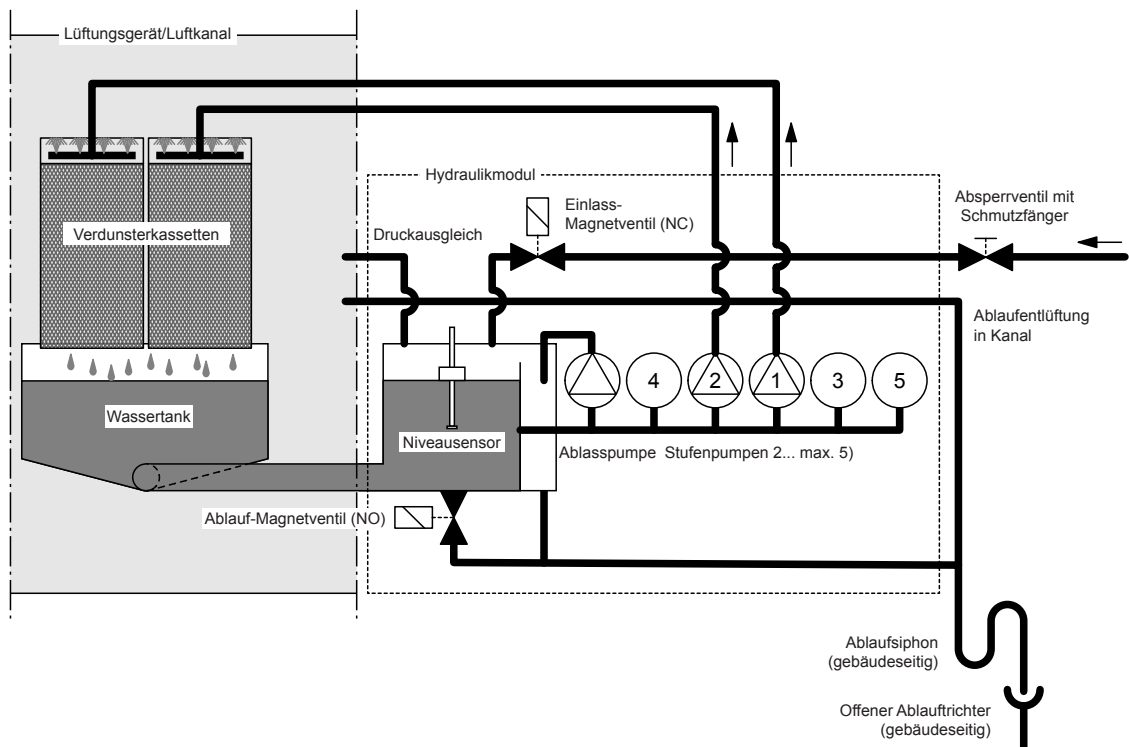 Lüftungsgerät/Luftkanal
Hydraulikmodul
Einlass-
Magnetventil (NC)
Absperrventil mit
Schmutzfänger
Verdunsterkassetten
Druckausgleich
Ablaufentlüftung
in Kanal
4
2
1
3
5
Wassertank
Niveausensor
Ablasspumpe Stufenpumpen 2... max. 5)
Ablauf-Magnetventil (NO)
Ablaufsiphon
(gebäudeseitig)
Offener Ablauftrichter
(gebäudeseitig)